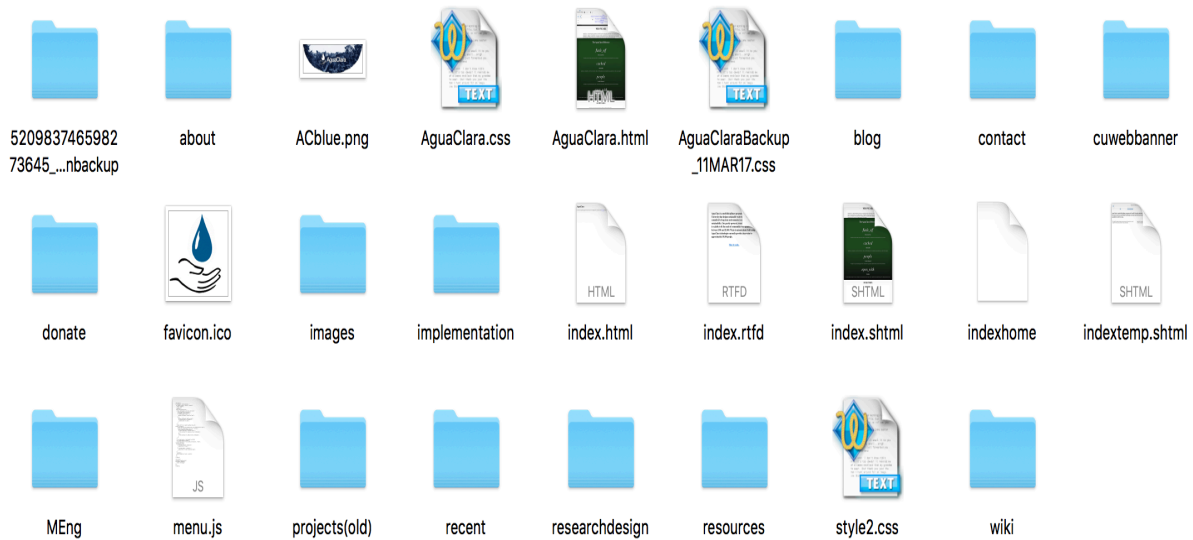 AguaClara
TEXT
HTML
TEXT
5209837465982
73645_...nbackup
about
ACblue.png
AguaClara.css
AguaClara.html
AguaClaraBackup
_11MAR17.css
blog
contact
cuwebbanner
HTML
RTFD
SHTML
SHTML
donate
favicon.ico
images
implementation
index.html
index.rtfd
index.shtml
indexhome
indextemp.shtml
JS
TEXT
MEng
menu.js
projects(old)
recent
researchdesign
resources
style2.css
wiki